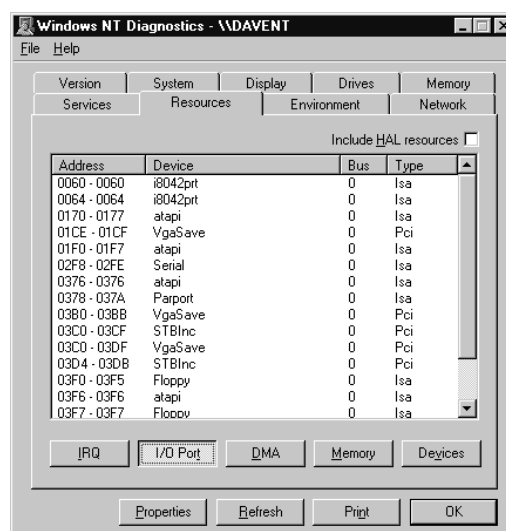 Windows NT Diagnostics - \\DAVENT
File Help
Version System Display Drives Memory
Services Resources Environment Network
Include HAL resources
Address Device Bus Type
0060 - 0060 i8042prt 0 Isa
0064 - 0064 i8042prt 0 Isa
0170 - 0177 atapi 0 Isa
01CE - 01CF VgaSave 0 Pci
01F0 - 01F7 atapi 0 Isa
02F8 - 02FE Serial 0 Isa
0376 - 0376 atapi 0 Isa
0378 - 037A Parport 0 Isa
03B0 - 03BB VgaSave 0 Pci
03C0 - 03CF STBInc 0 Pci
03C0 - 03DF VgaSave 0 Pci
03D4 - 03DB STBInc 0 Pci
03F0 - 03F5 Floppy 0 Isa
03F6 - 03F6 atapi 0 Isa
03F7 - 03F7 Floppy 0 Isa
IRQ I/O Port DMA Memory Devices
Properties Refresh Print OK